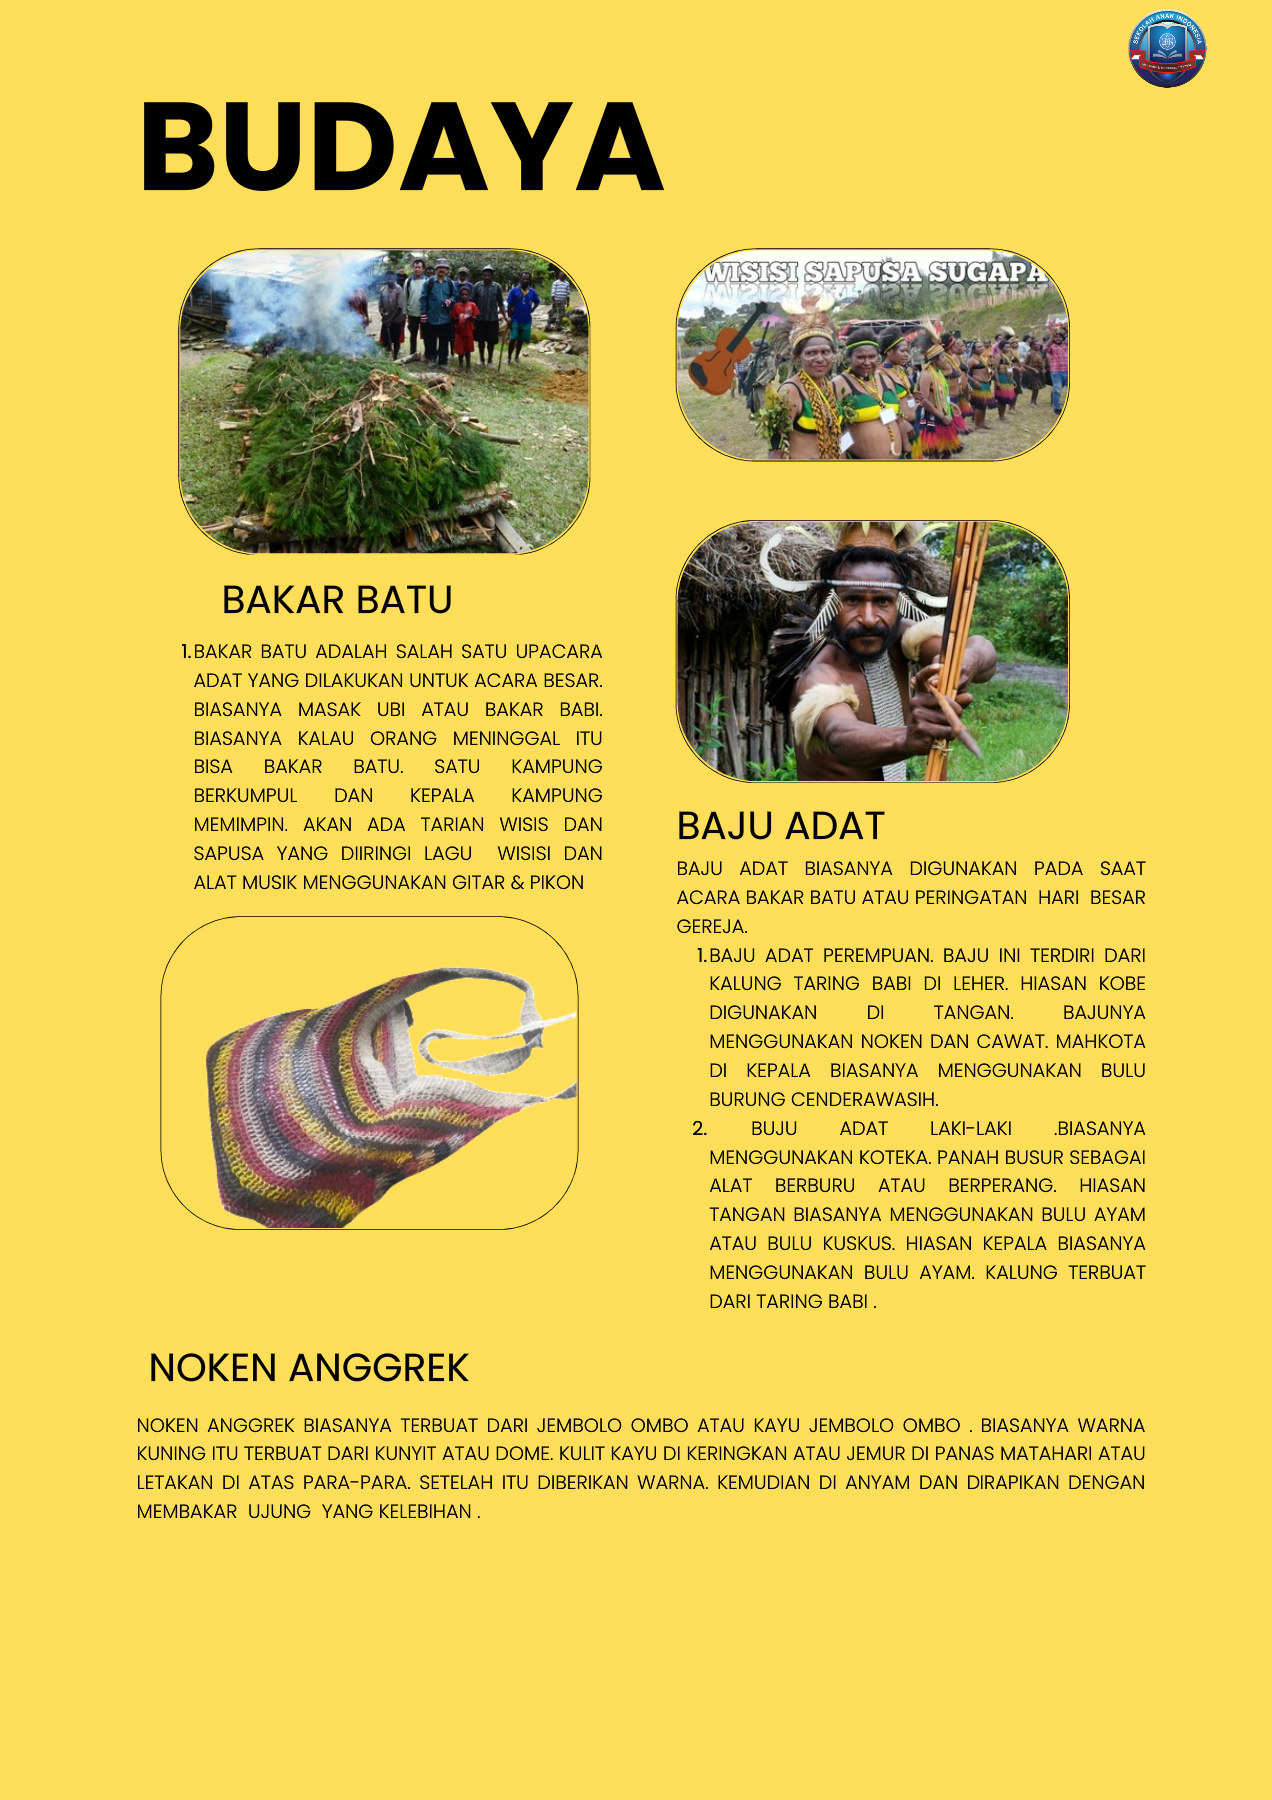 SEKOLAH ANAK INDONESIA
BUDAYA
WISISI SAPUSA SUGAPA
BAKAR BATU
1. BAKAR BATU ADALAH SALAH SATU UPACARA
ADAT YANG DILAKUKAN UNTUK ACARA BESAR.
BIASANYA MASAK UBI ATAU BAKAR BABI.
BIASANYA KALAU ORANG MENINGGAL ITU
BISA BAKAR BATU. SATU KAMPUNG
BERKUMPUL DAN KEPALA KAMPUNG
MEMIMPIN. AKAN ADA TARIAN WISIS DAN
SAPUSA YANG DIIRINGI LAGU WISISI DAN
ALAT MUSIK MENGGUNAKAN GITAR & PIKON
BAJU ADAT
BAJU ADAT BIASANYA DIGUNAKAN PADA SAAT
ACARA BAKAR BATU ATAU PERINGATAN HARI BESAR
GEREJA.
1. BAJU ADAT PEREMPUAN. BAJU INI TERDIRI DARI
KALUNG TARING BABI DI LEHER. HIASAN KOBE
DIGUNAKAN DI TANGAN. BAJUNYA
MENGGUNAKAN NOKEN DAN CAWAT. MAHKOTA
DI KEPALA BIASANYA MENGGUNAKAN BULU
BURUNG CENDERAWASIH.
2. BUJU ADAT LAKI-LAKI .BIASANYA
MENGGUNAKAN KOTEKA. PANAH BUSUR SEBAGAI
ALAT BERBURU ATAU BERPERANG. HIASAN
TANGAN BIASANYA MENGGUNAKAN BULU AYAM
ATAU BULU KUSKUS. HIASAN KEPALA BIASANYA
MENGGUNAKAN BULU AYAM. KALUNG TERBUAT
DARI TARING BABI .
NOKEN ANGGREK
NOKEN ANGGREK BIASANYA TERBUAT DARI JEMBOLO OMBO ATAU KAYU JEMBOLO OMBO . BIASANYA WARNA
KUNING ITU TERBUAT DARI KUNYIT ATAU DOME. KULIT KAYU DI KERINGKAN ATAU JEMUR DI PANAS MATAHARI ATAU
LETAKAN DI ATAS PARA-PARA. SETELAH ITU DIBERIKAN WARNA. KEMUDIAN DI ANYAM DAN DIRAPIKAN DENGAN
MEMBAKAR UJUNG YANG KELEBIHAN .